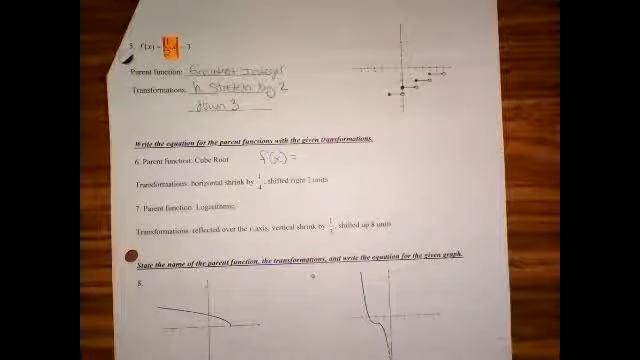 5. f(x) = − 3
Parent function: Greatest Integer
Transformations: h. Stretch by 2
down 3
Write the equation for the parent functions with the given transformations.
6. Parent function: Cube Root f(x) =
Transformations: horizontal shrink by 1/4, shifted right 2 units
7. Parent function: Logarithmic
Transformations: reflected over the axis, vertical shrink by 1/3, shifted up 8 units
State the name of the parent function, the transformations, and write the equation for the given graph.
8.
9